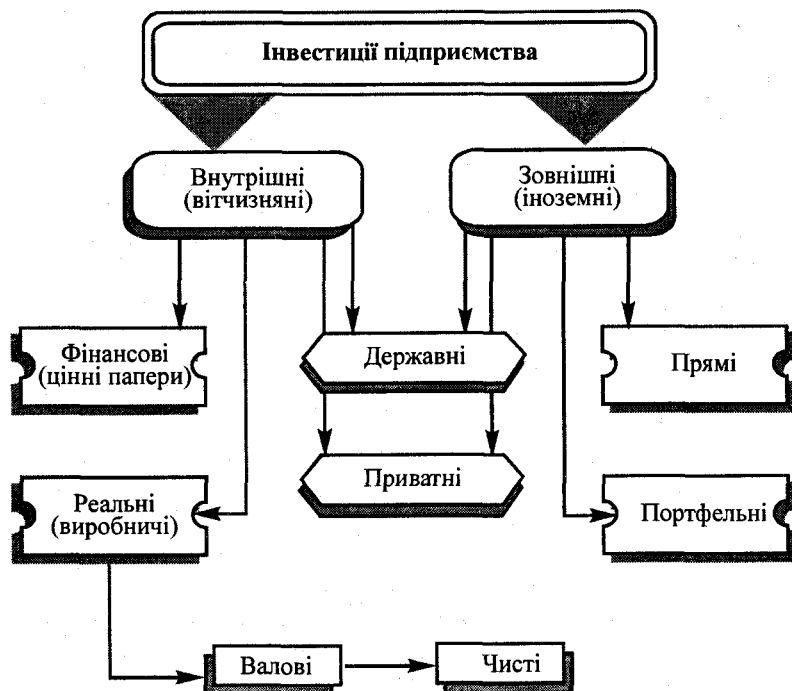 Інвестиції підприємства
Внутрішні
(вітчизняні)
Зовнішні
(іноземні)
Фінансові
(цінні папери)
Державні
Прямі
Приватні
Реальні
(виробничі)
Портфельні
Валові
Чисті